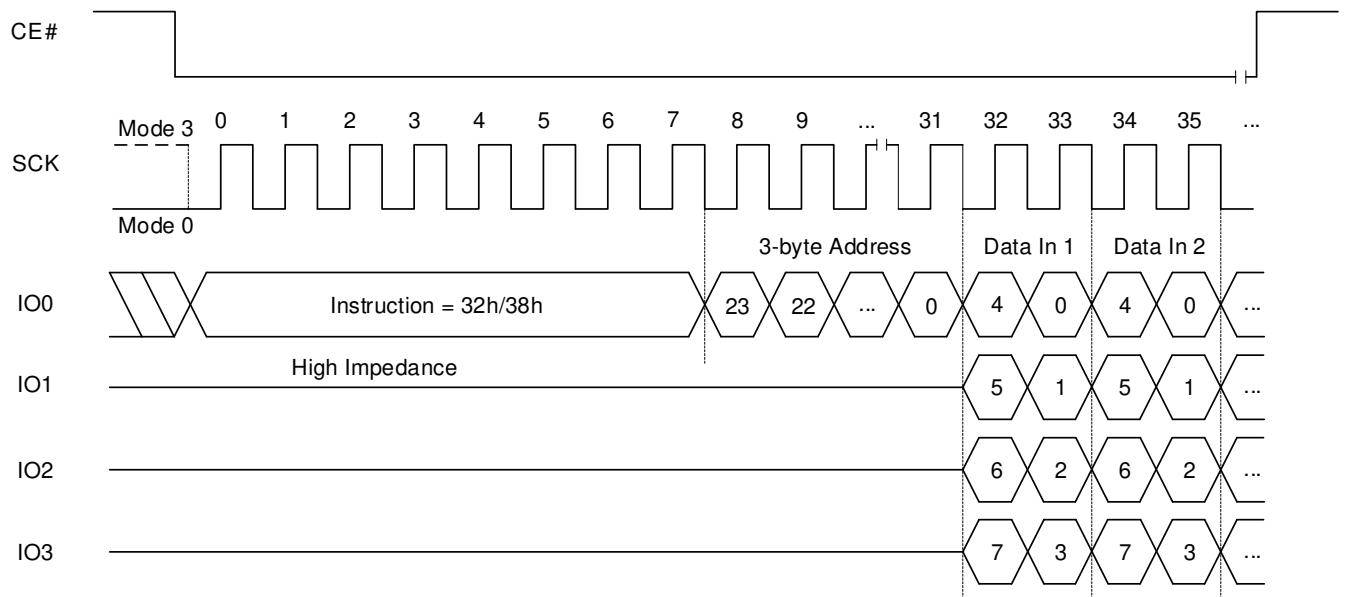 CE#
Mode 3 0 1 2 3 4 5 6 7 8 9 ... 31 32 33 34 35 ...
SCK
Mode 0
3-byte Address Data In 1 Data In 2
IO0 Instruction = 32h/38h 23 22 ... 0 4 0 4 0 ...
High Impedance
IO1 5 1 5 1 ...
IO2 6 2 6 2 ...
IO3 7 3 7 3 ...